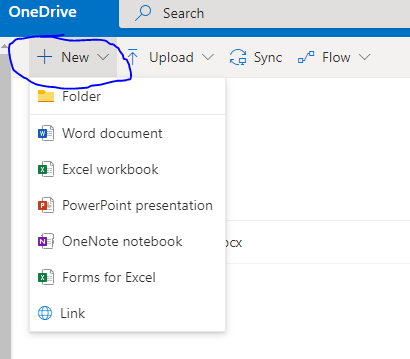 OneDrive Search
New Upload Sync Flow
Folder
Word document
Excel workbook
PowerPoint presentation
ocx
OneNote notebook
Forms for Excel
Link